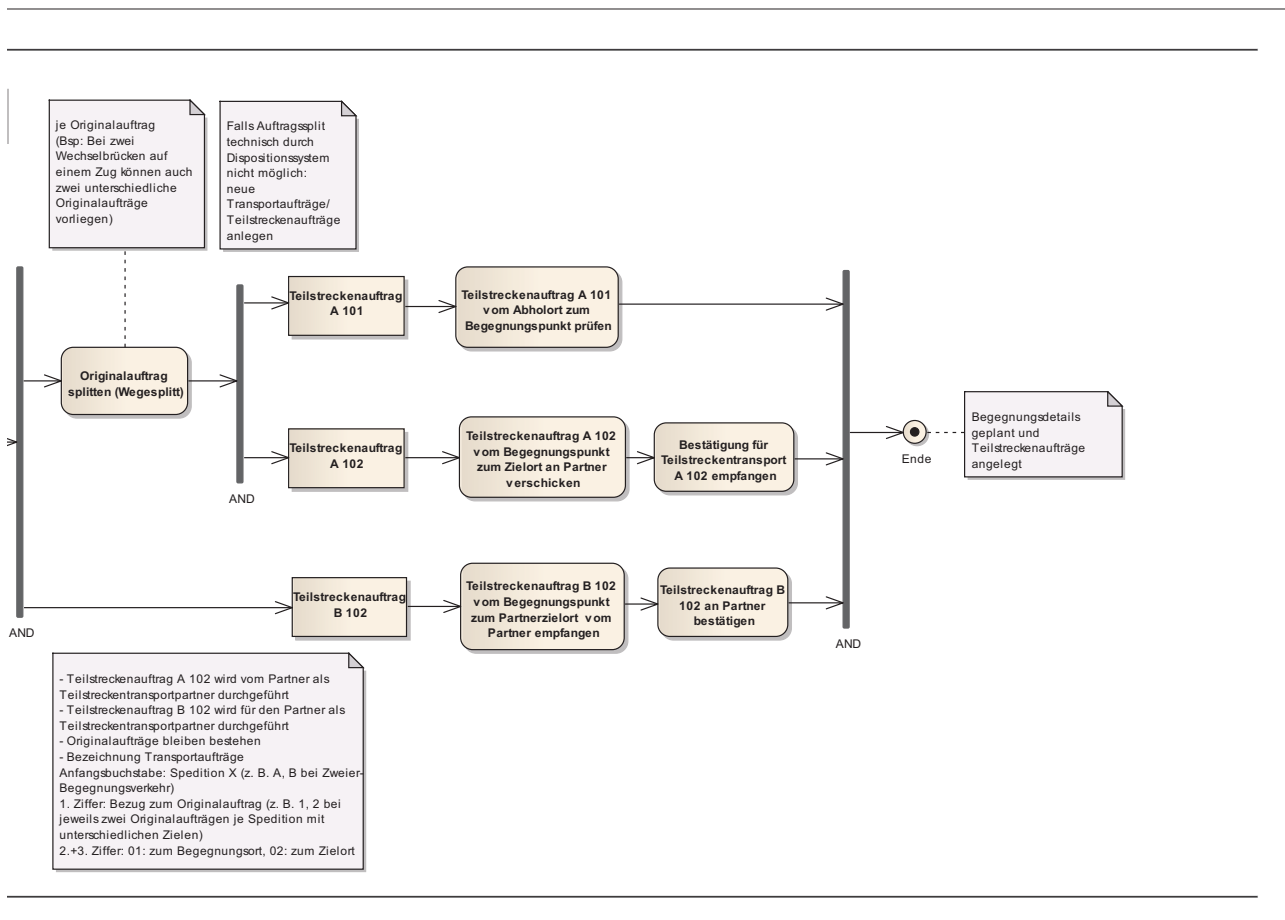 je Originalauftrag
(Bsp: Bei zwei
Wechselbrücken auf
einem Zug können auch
zwei unterschiedliche
Originalaufträge
vorliegen)
Falls Auftragssplit
technisch durch
Dispositionssystem
nicht möglich:
neue
Transportaufträge/
Teilstreckenaufträge
anlegen
Teilstreckenauftrag
A 101
Teilstreckenauftrag A 101
vom Abholort zum
Begegnungspunkt prüfen
Originalauftrag
splitten (Wegesplitt)
Teilstreckenauftrag
A 102
Teilstreckenauftrag A 102
vom Begegnungspunkt
zum Zielort an Partner
verschicken
Bestätigung für
Teilstreckentransport
A 102 empfangen
Ende
Begegnungsdetails
geplant und
Teilstreckenaufträge
angelegt
AND
Teilstreckenauftrag
B 102
Teilstreckenauftrag B 102
vom Begegnungspunkt
zum Partnerzielort vom
Partner empfangen
Teilstreckenauftrag B
102 an Partner
bestätigen
AND
AND
- Teilstreckenauftrag A 102 wird vom Partner als
Teilstreckentransportpartner durchgeführt
- Teilstreckenauftrag B 102 wird für den Partner als
Teilstreckentransportpartner durchgeführt
- Originalaufträge bleiben bestehen
- Bezeichnung Transportaufträge
Anfangsbuchstabe: Spedition X (z. B. A, B bei Zweier-
Begegnungsverkehr)
1. Ziffer: Bezug zum Originalauftrag (z. B. 1, 2 bei
jeweils zwei Originalaufträgen je Spedition mit
unterschiedlichen Zielen)
2.+3. Ziffer: 01: zum Begegnungsort, 02: zum Zielort